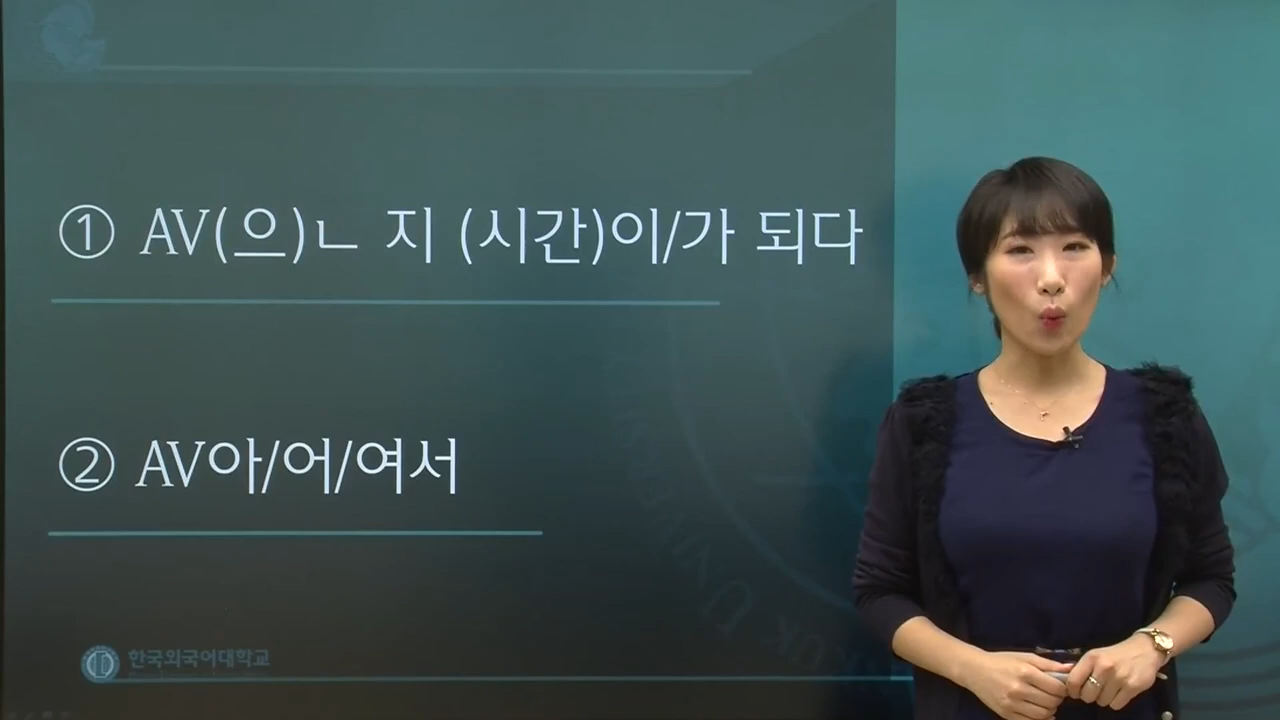 ① AV(으)ㄴ 지 (시간)이/가 되다
② AV아/어/여서
한국외국어대학교